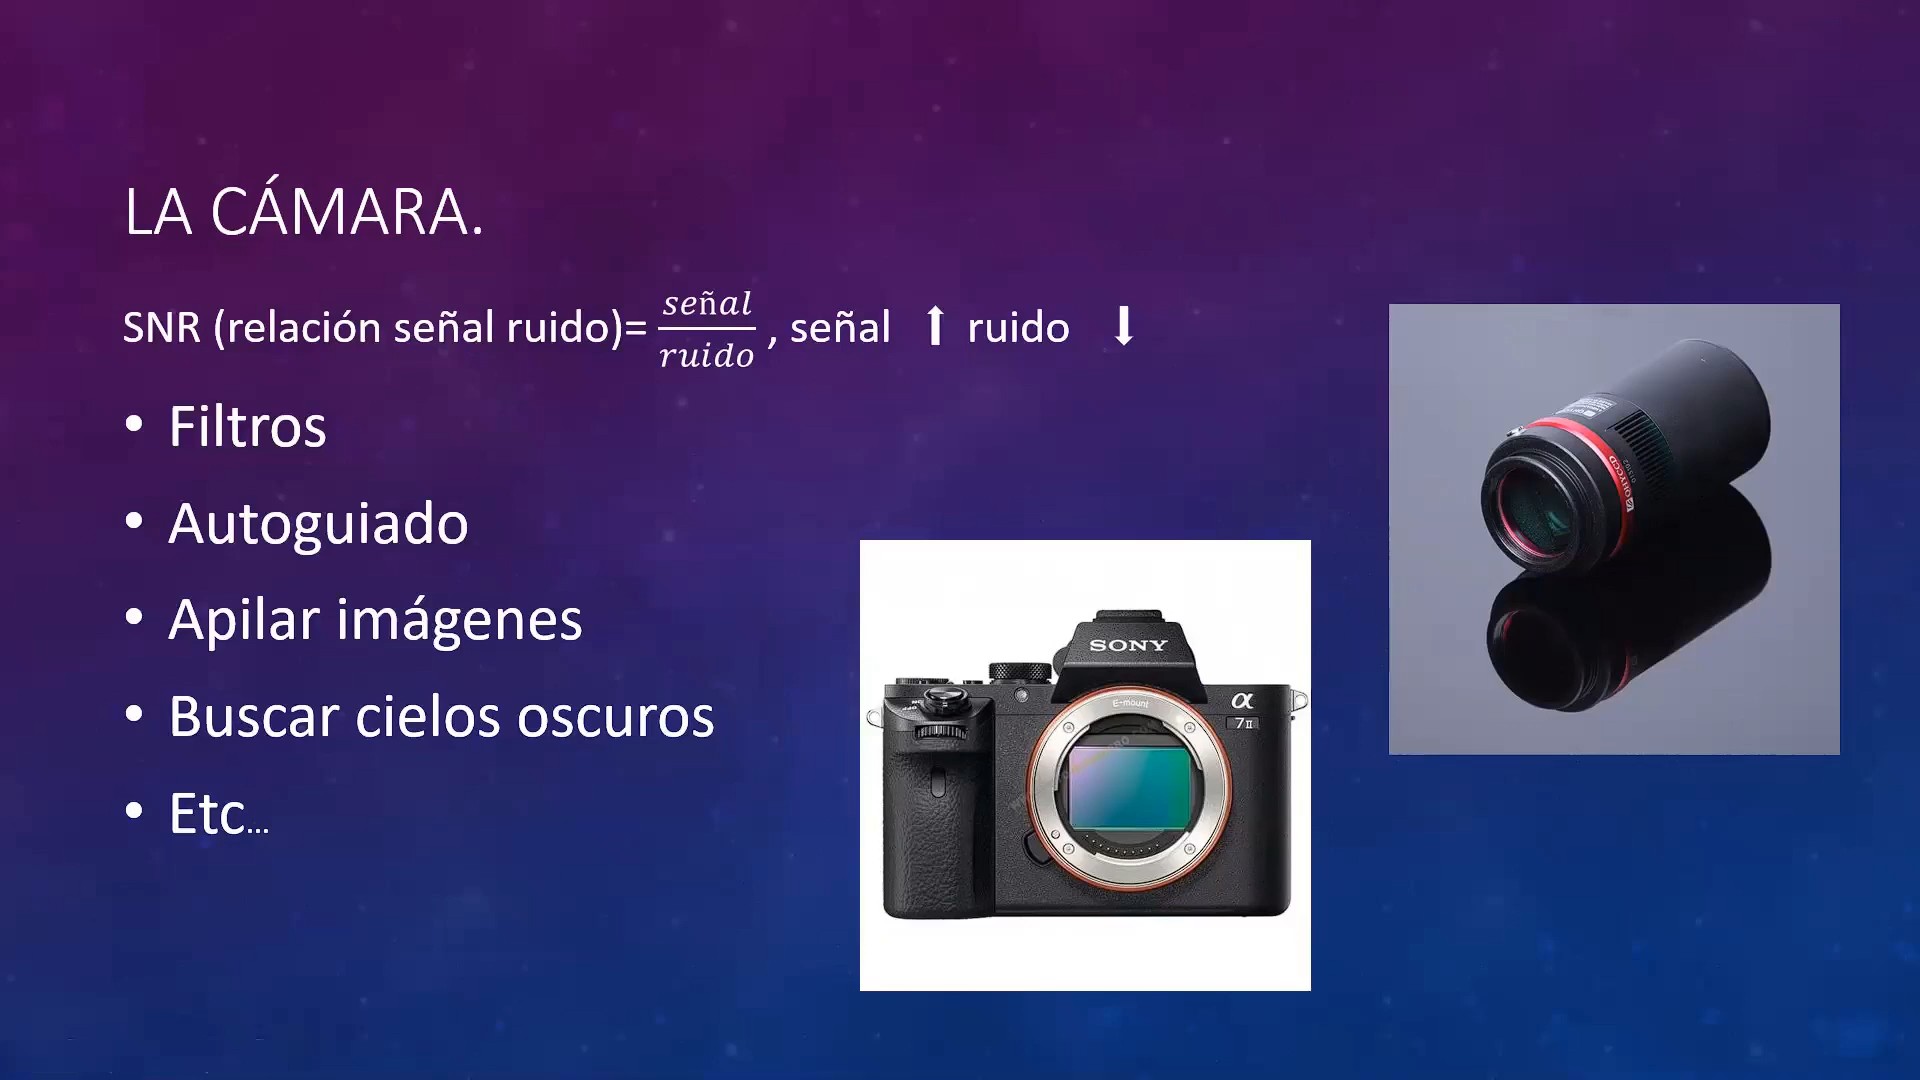 LA CÁMARA.
SNR (relación señal ruido)= señal/ruido , señal ⬆ ruido ⬇
• Filtros
• Autoguiado
• Apilar imágenes
• Buscar cielos oscuros
• Etc...
SONY
E-mount
α
7II
QHYCCD